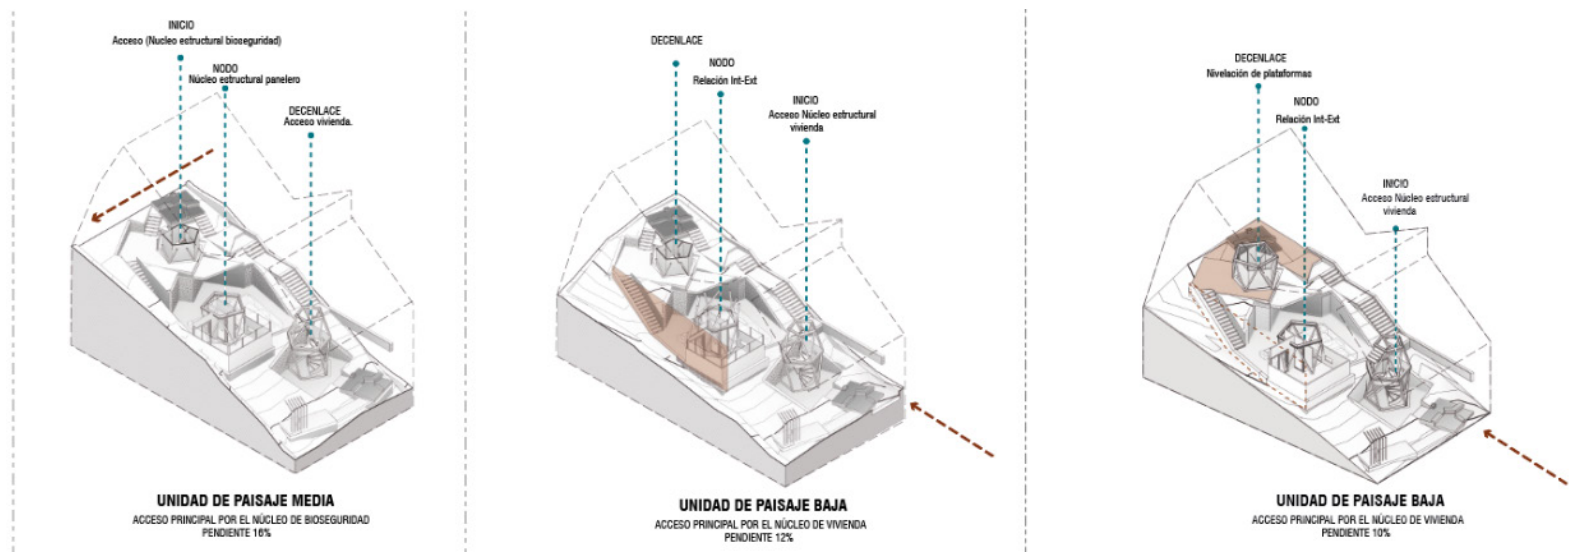 INICIO
Acceso (Nucleo estructural bioseguridad)
NODO
Núcleo estructural panelero
DECENLACE
Acceso vivienda.
UNIDAD DE PAISAJE MEDIA
ACCESO PRINCIPAL POR EL NÚCLEO DE BIOSEGURIDAD
PENDIENTE 16%
DECENLACE
NODO
Relación Int-Ext
INICIO
Acceso Núcleo estructural
vivienda
UNIDAD DE PAISAJE BAJA
ACCESO PRINCIPAL POR EL NÚCLEO DE VIVIENDA
PENDIENTE 12%
DECENLACE
Nivelación de plataformas
NODO
Relación Int-Ext
INICIO
Acceso Núcleo estructural
vivienda
UNIDAD DE PAISAJE BAJA
ACCESO PRINCIPAL POR EL NÚCLEO DE VIVIENDA
PENDIENTE 10%